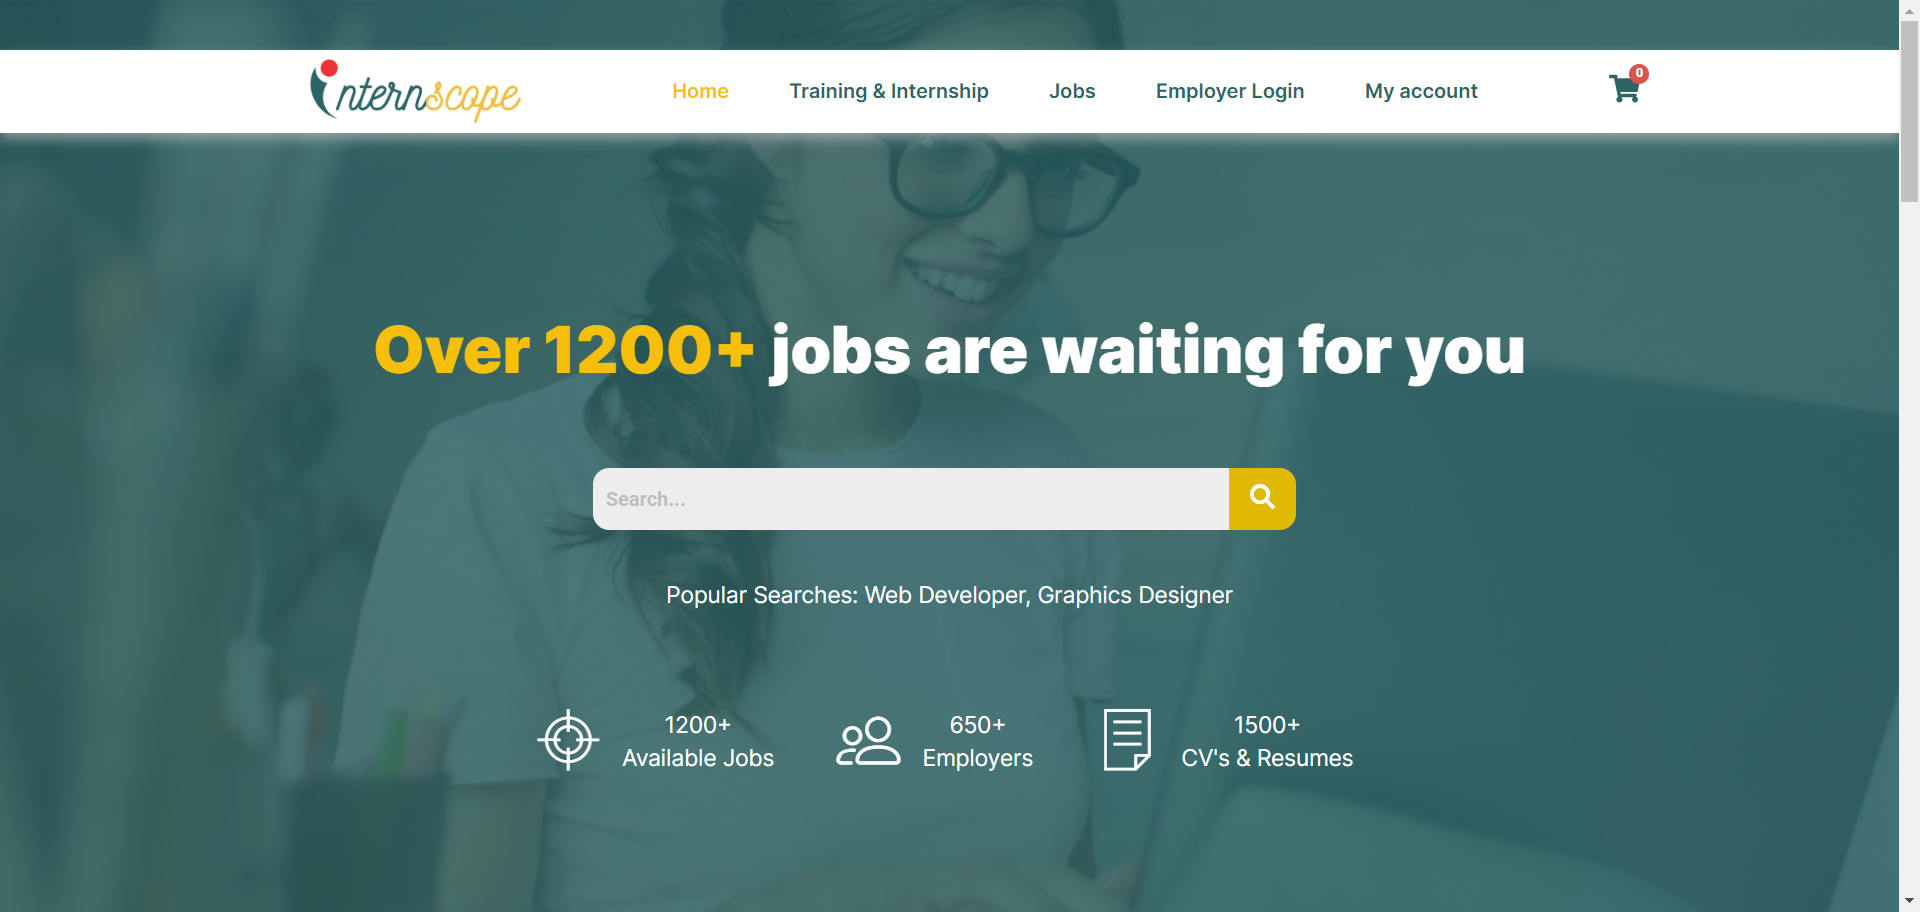 internscope
Home
Training & Internship
Jobs
Employer Login
My account
0
Over 1200+ jobs are waiting for you
Search...
Popular Searches: Web Developer, Graphics Designer
1200+
Available Jobs
650+
Employers
1500+
CV's & Resumes